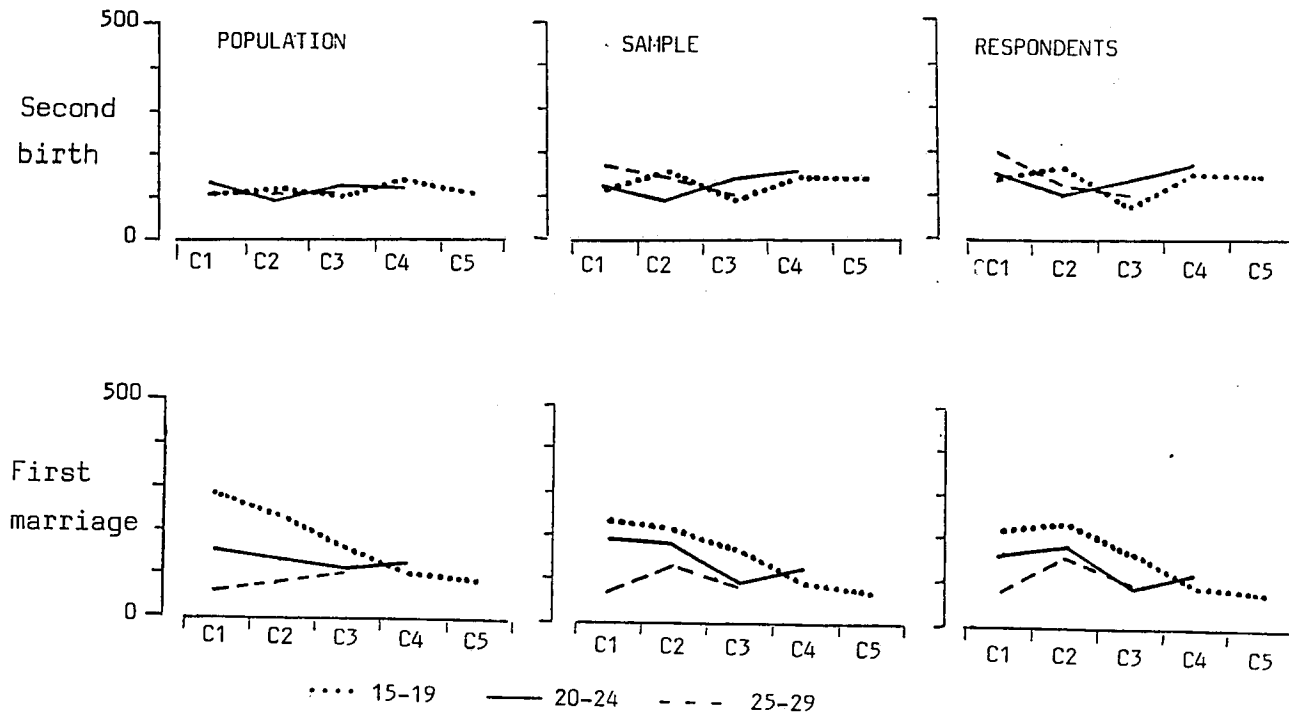 500
POPULATION
SAMPLE
RESPONDENTS
Second
birth
0
C1 C2 C3 C4 C5
C1 C2 C3 C4 C5
CC1 C2 C3 C4 C5
500
First
marriage
0
C1 C2 C3 C4 C5
C1 C2 C3 C4 C5
C1 C2 C3 C4 C5
15-19 20-24 25-29